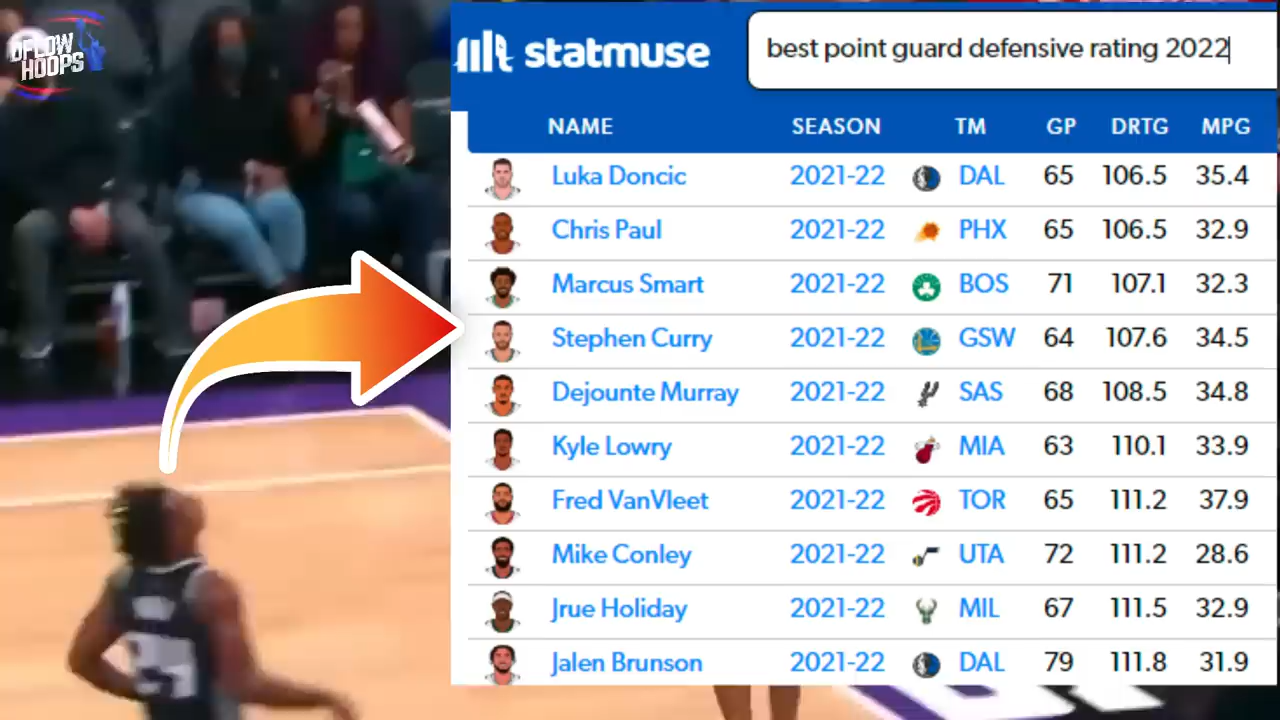 DFLOW
HOOPS
statmuse
best point guard defensive rating 2022
NAME SEASON TM GP DRTG MPG
Luka Doncic 2021-22 DAL 65 106.5 35.4
Chris Paul 2021-22 PHX 65 106.5 32.9
Marcus Smart 2021-22 BOS 71 107.1 32.3
Stephen Curry 2021-22 GSW 64 107.6 34.5
Dejounte Murray 2021-22 SAS 68 108.5 34.8
Kyle Lowry 2021-22 MIA 63 110.1 33.9
Fred VanVleet 2021-22 TOR 65 111.2 37.9
Mike Conley 2021-22 UTA 72 111.2 28.6
Jrue Holiday 2021-22 MIL 67 111.5 32.9
Jalen Brunson 2021-22 DAL 79 111.8 31.9